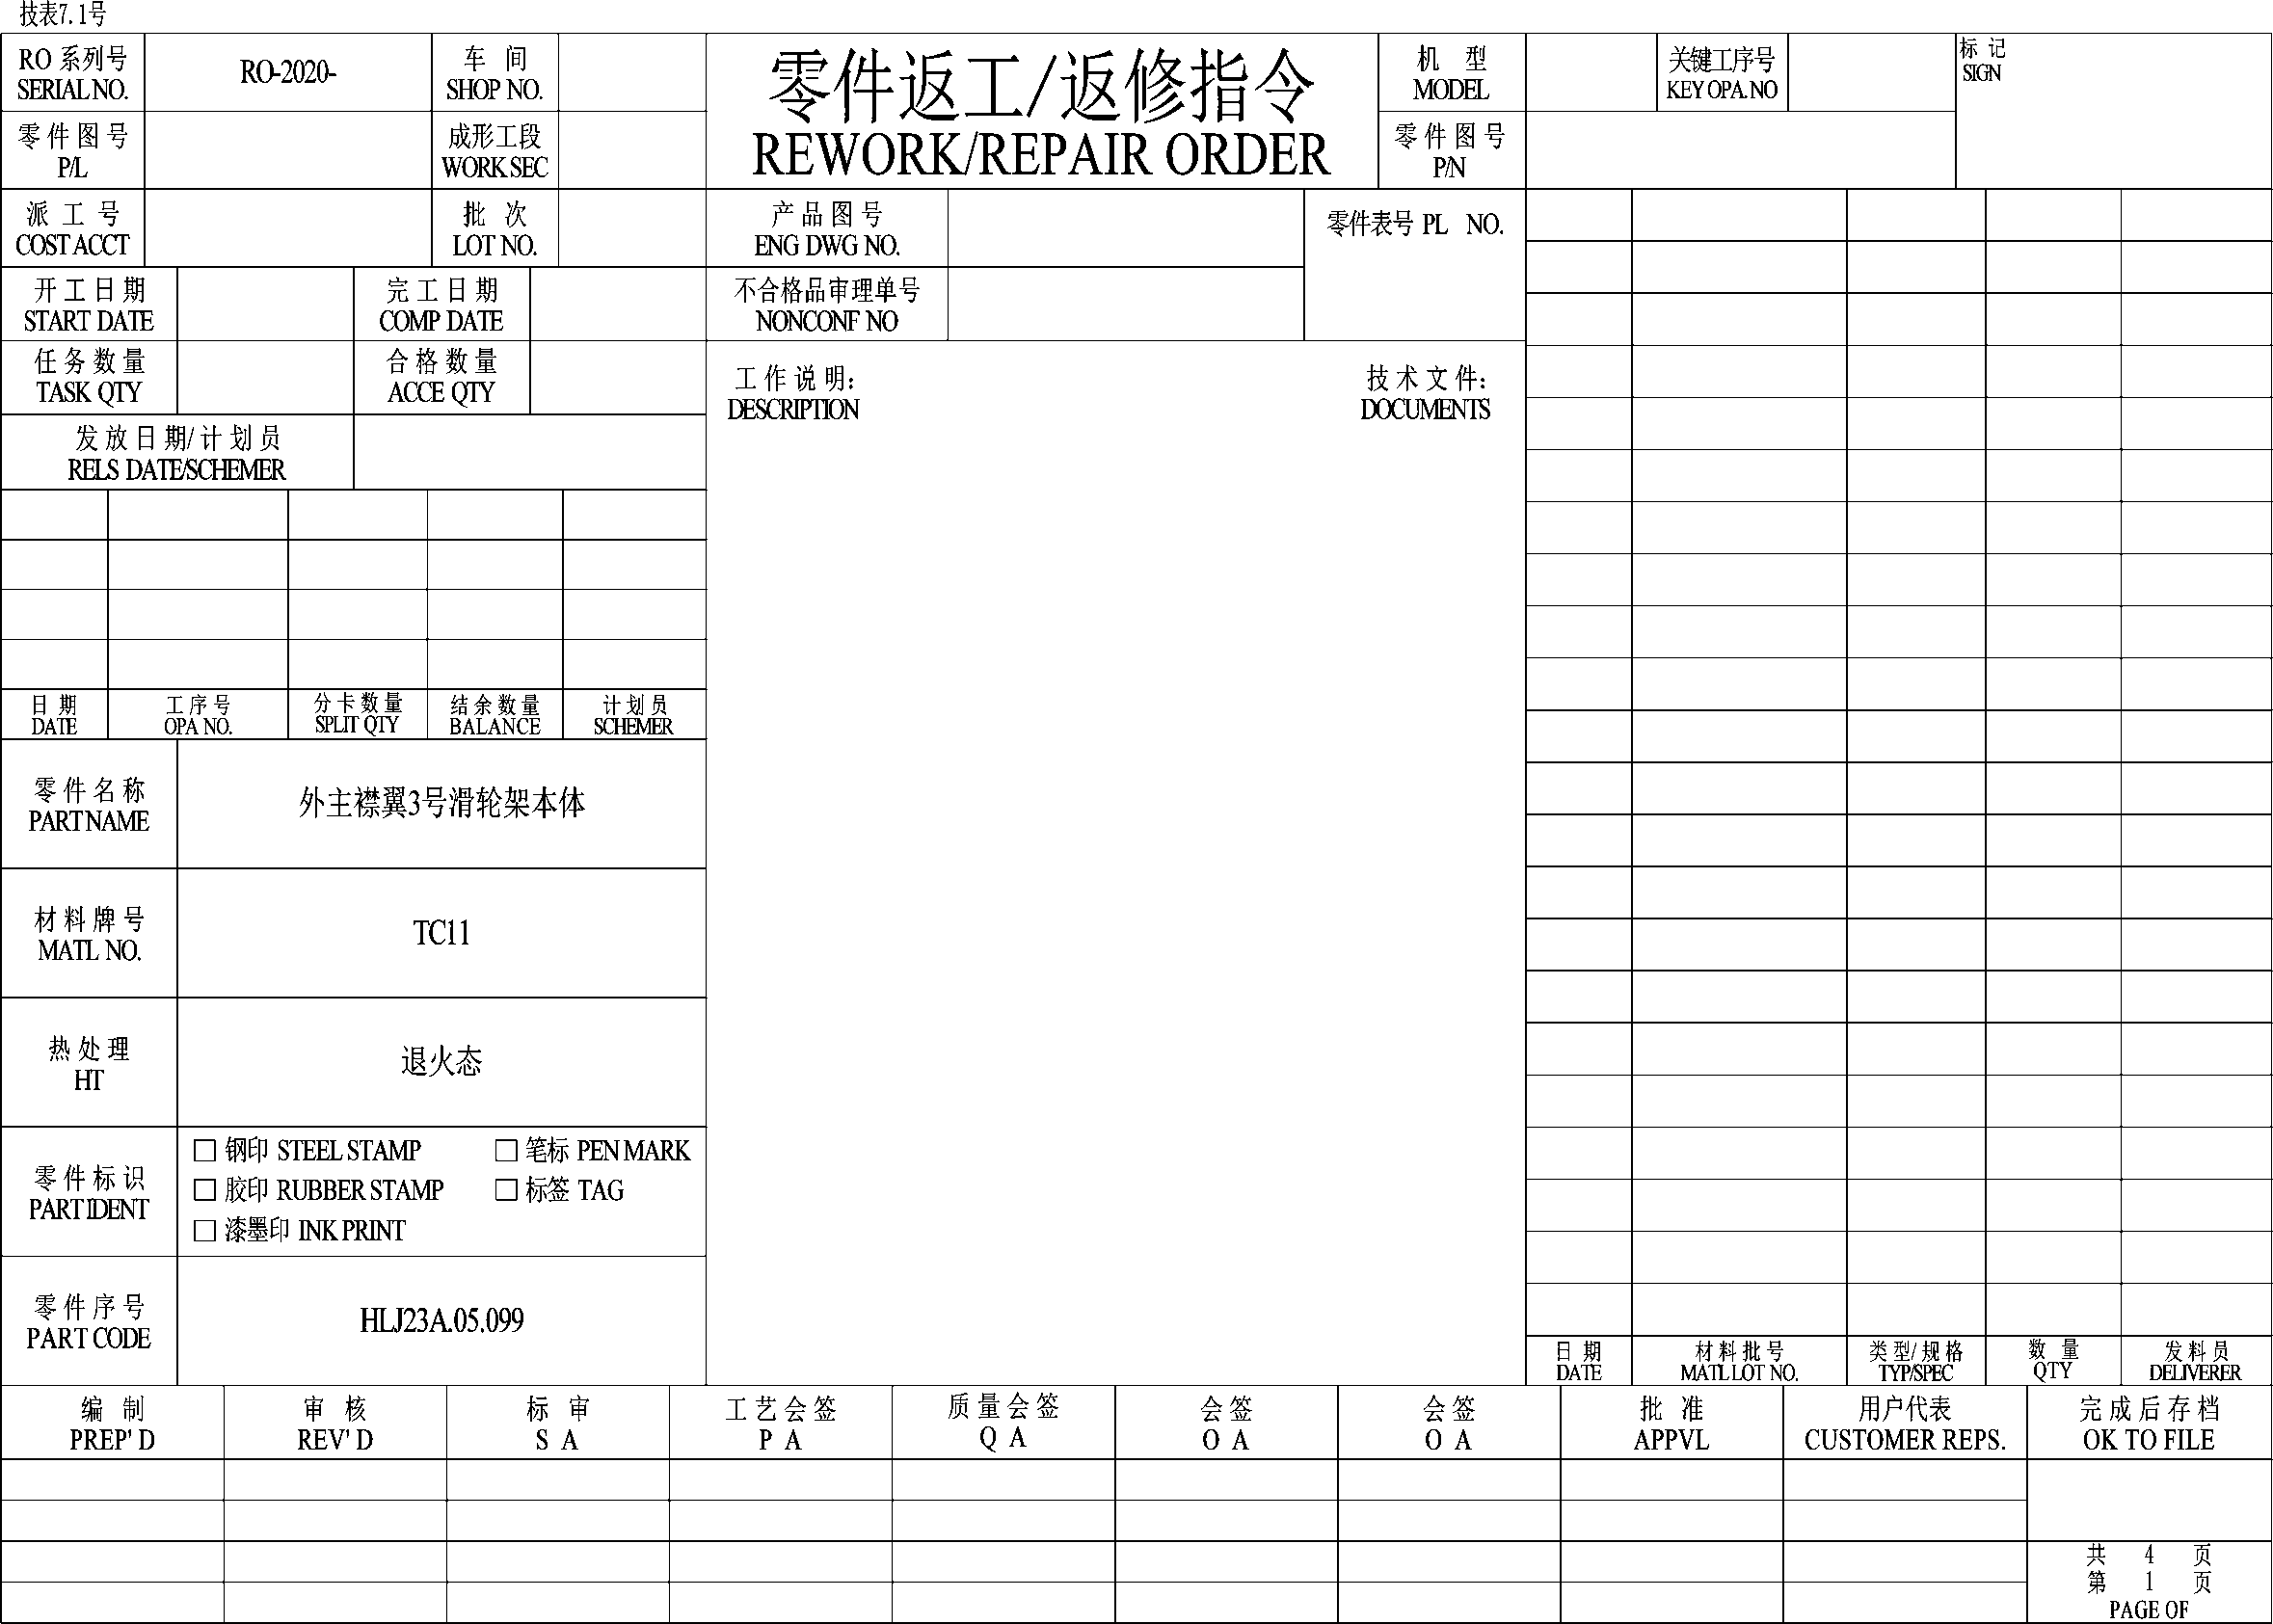 技表7.1号
RO 系列号
SERIAL NO.
RO-2020-
车 间
SHOP NO.
零件返工/返修指令
REWORK/REPAIR ORDER
机 型
MODEL
关键工序号
KEY OPA. NO
标 记
SIGN
零 件 图 号
P/L
成形工段
WORK SEC
零 件 图 号
P/N
派 工 号
COST ACCT
批 次
LOT NO.
产 品 图 号
ENG DWG NO.
零件表号 PL NO.
开 工 日 期
START DATE
完 工 日 期
COMP DATE
不合格品审理单号
NONCONF NO
任 务 数 量
TASK QTY
合 格 数 量
ACCE QTY
工 作 说 明：
DESCRIPTION
技 术 文 件：
DOCUMENTS
发 放 日 期/ 计 划 员
RELS DATE/SCHEMER
日 期
DATE
工 序 号
OPA NO.
分 卡 数 量
SPLIT QTY
结 余 数 量
BALANCE
计 划 员
SCHEMER
零 件 名 称
PART NAME
外主襟翼3号滑轮架本体
材 料 牌 号
MATL NO.
TC11
热 处 理
HT
退火态
零 件 标 识
PART IDENT
□ 钢印 STEEL STAMP □ 笔标 PEN MARK
□ 胶印 RUBBER STAMP □ 标签 TAG
□ 漆墨印 INK PRINT
零 件 序 号
PART CODE
HLJ23A.05.099
日 期
DATE
材 料 批 号
MATL LOT NO.
类 型/ 规 格
TYP/SPEC
数 量
QTY
发 料 员
DELIVERER
编 制
PREP' D
审 核
REV' D
标 审
S A
工 艺 会 签
P A
质 量 会 签
Q A
会 签
O A
会 签
O A
批 准
APPVL
用户代表
CUSTOMER REPS.
完 成 后 存 档
OK TO FILE
共 4 页
第 1 页
PAGE OF